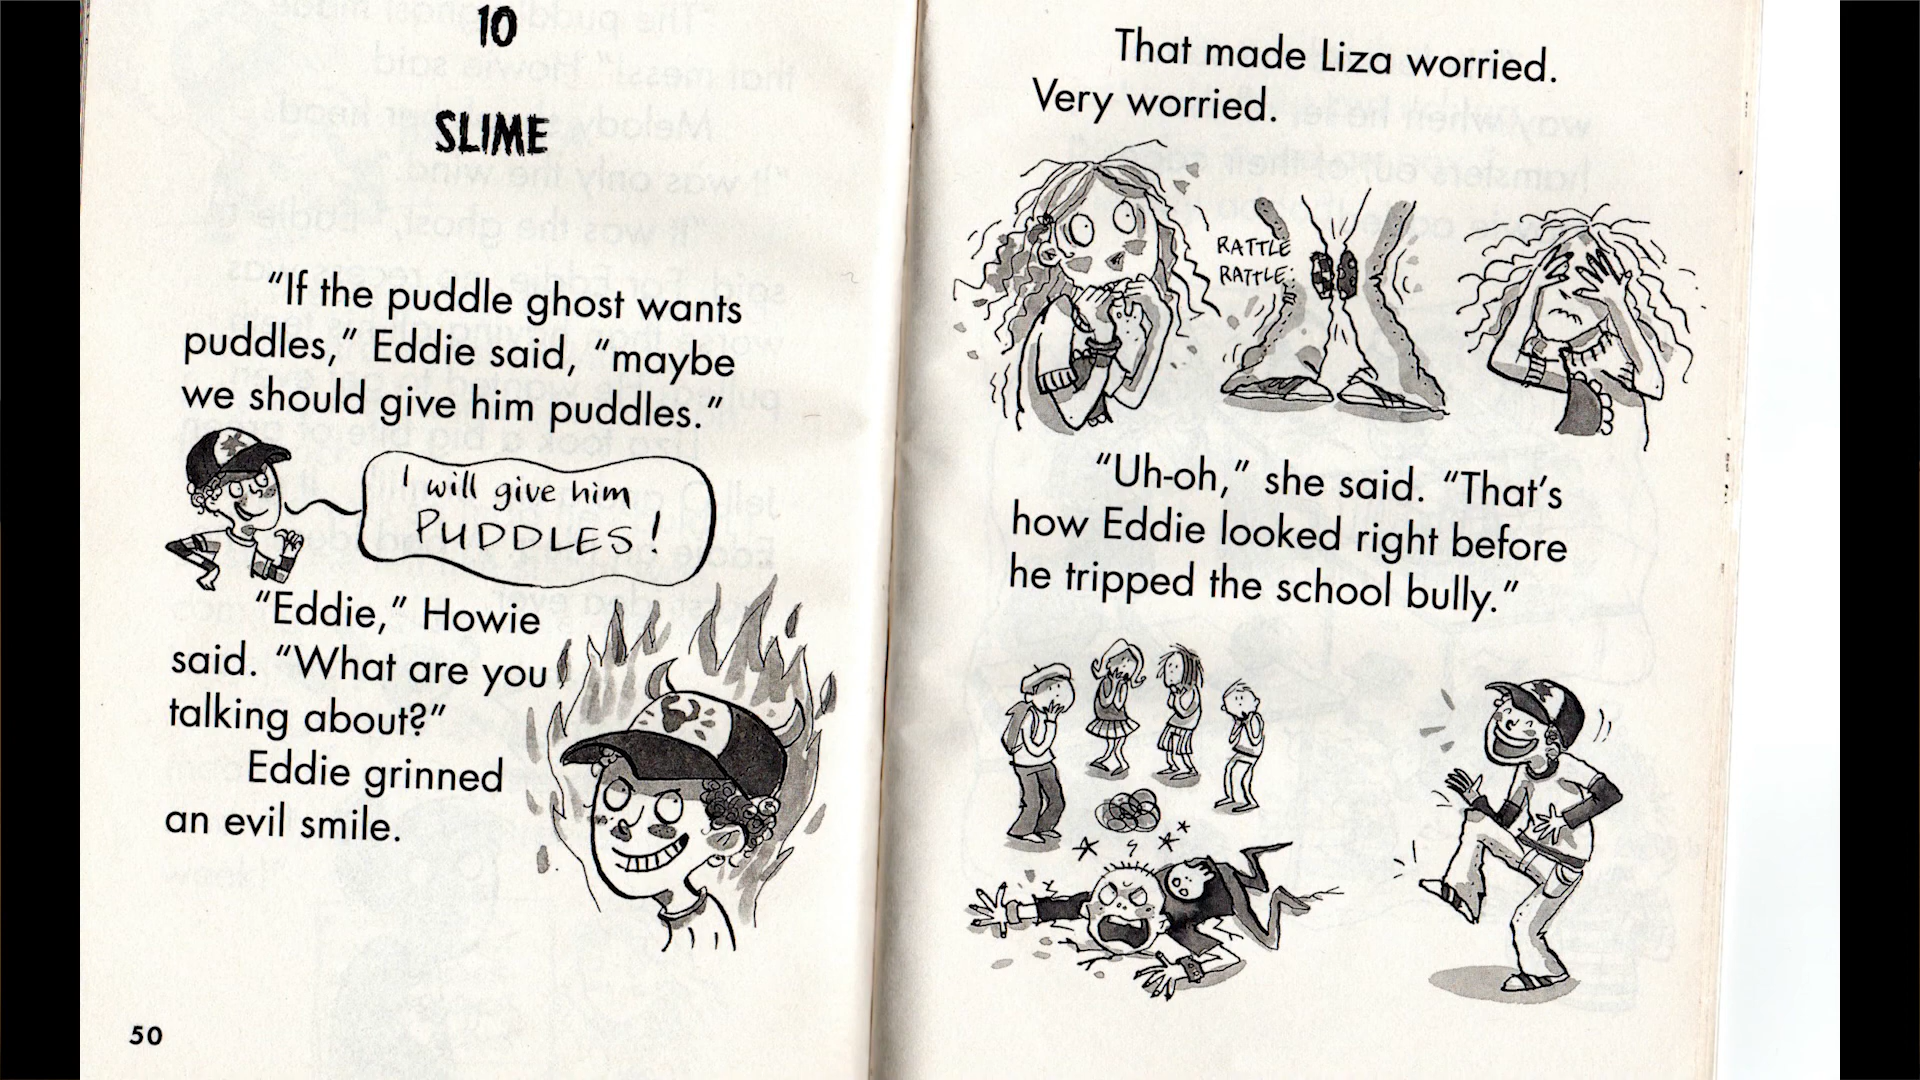 10
SLIME
“If the puddle ghost wants
puddles,” Eddie said, “maybe
we should give him puddles.”
I will give him
PUDDLES!
“Eddie,” Howie
said. “What are you
talking about?”
Eddie grinned
an evil smile.
50
That made Liza worried.
Very worried.
RATTLE
RATTLE
“Uh-oh,” she said. “That’s
how Eddie looked right before
he tripped the school bully.”